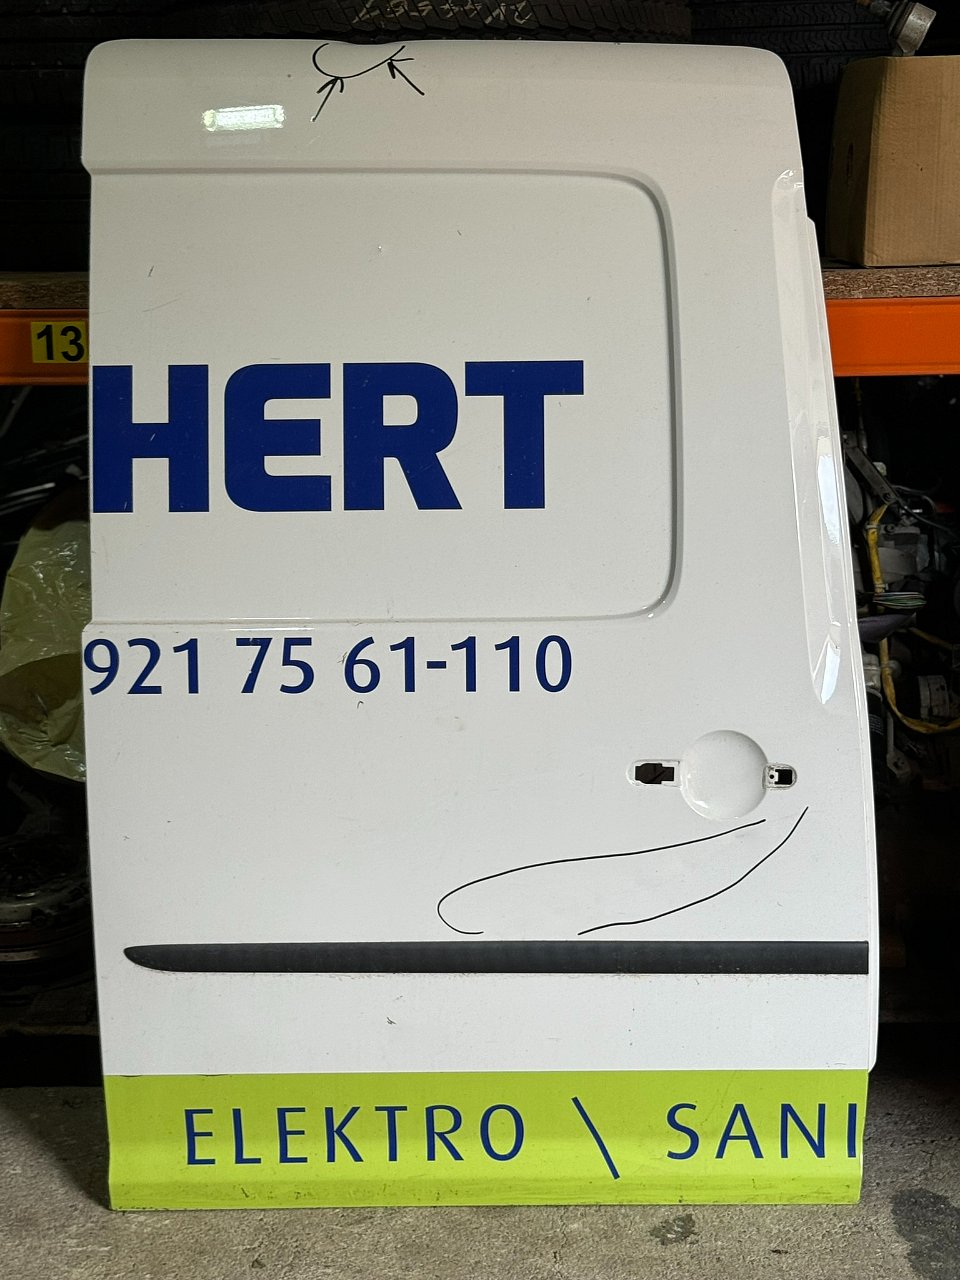 13
HERT
921 75 61-110
ELEKTRO \ SANI